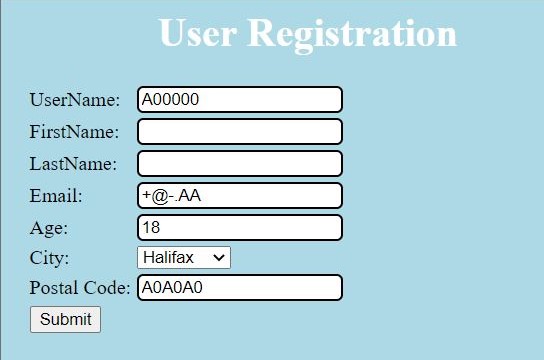 User Registration
UserName: A00000
FirstName:
LastName:
Email: +@-.AA
Age: 18
City: Halifax
Postal Code: A0A0A0
Submit